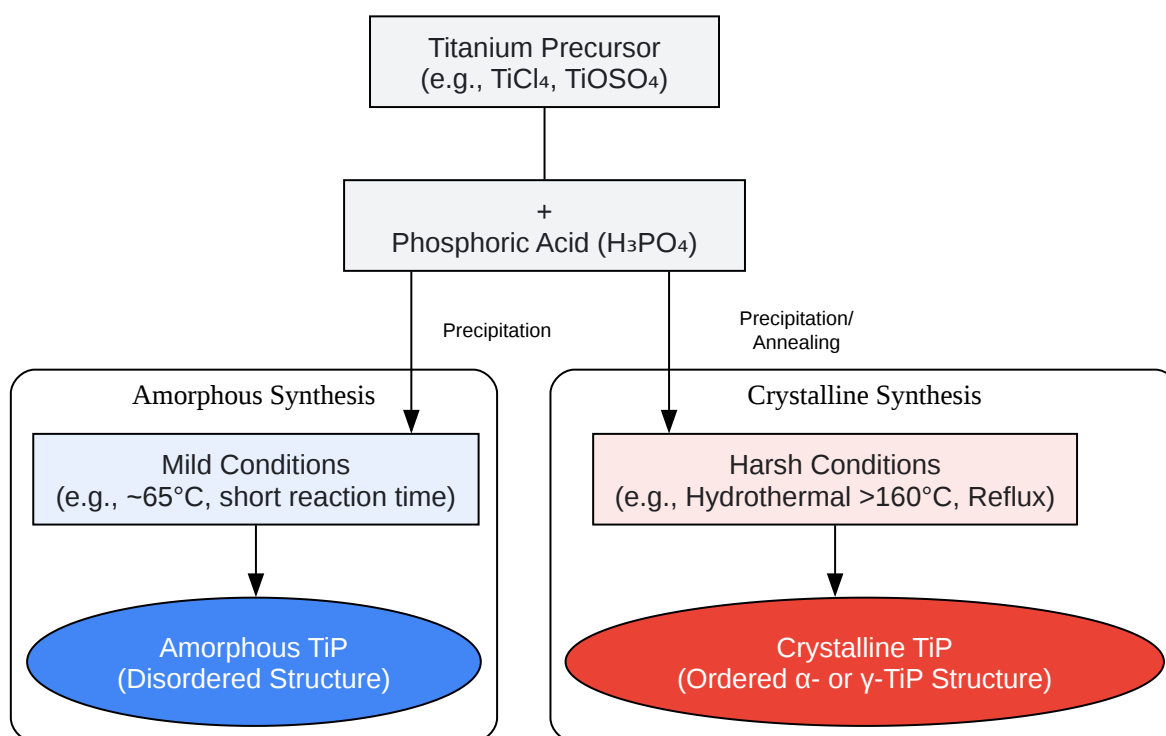 Titanium Precursor
(e.g., TiCl₄, TiOSO₄)
+
Phosphoric Acid (H₃PO₄)
Precipitation
Precipitation/
Annealing
Amorphous Synthesis
Mild Conditions
(e.g., ~65°C, short reaction time)
Amorphous TiP
(Disordered Structure)
Crystalline Synthesis
Harsh Conditions
(e.g., Hydrothermal >160°C, Reflux)
Crystalline TiP
(Ordered α- or γ-TiP Structure)